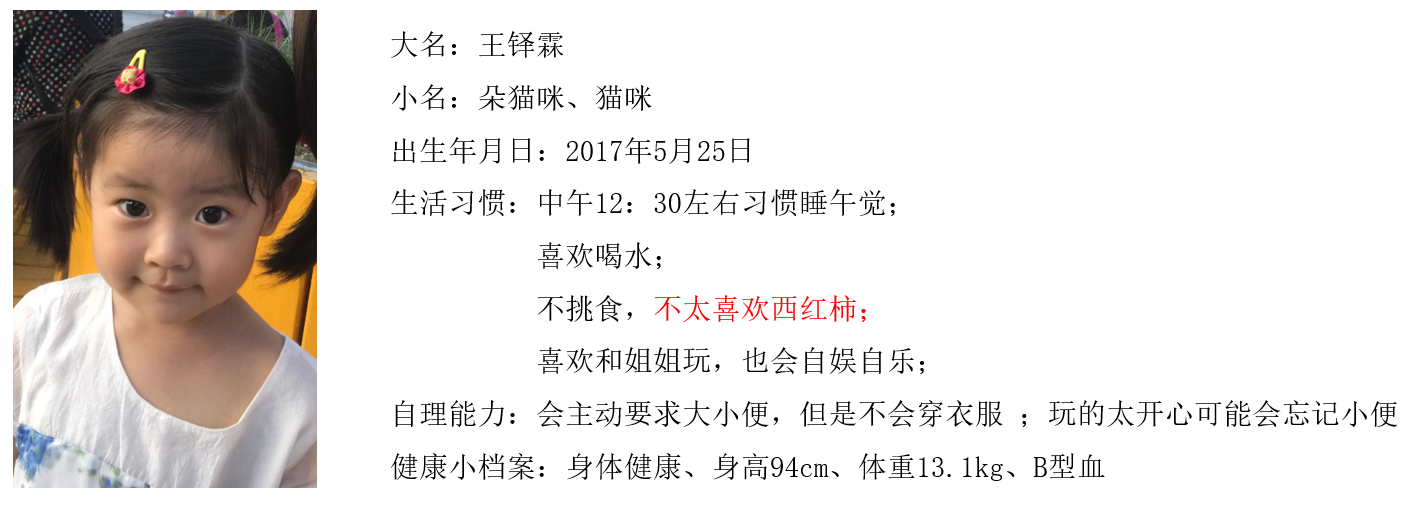 大名：王铎霖
小名：朵猫咪、猫咪
出生年月日：2017年5月25日
生活习惯：中午12：30左右习惯睡午觉；
喜欢喝水；
不挑食，不太喜欢西红柿；
喜欢和姐姐玩，也会自娱自乐；
自理能力：会主动要求大小便，但是不会穿衣服 ；玩的太开心可能会忘记小便
健康小档案：身体健康、身高94cm、体重13.1kg、B型血